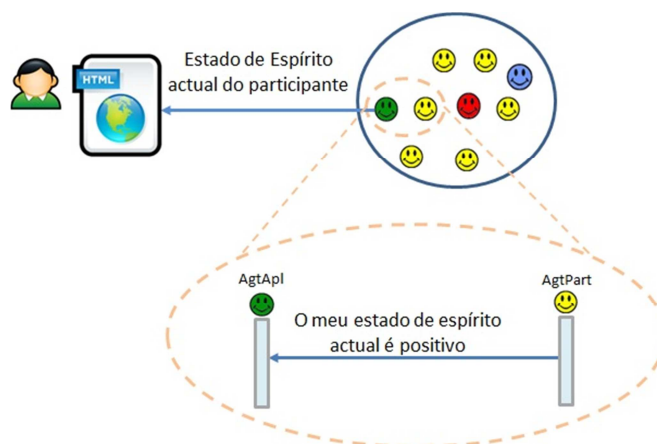 Estado de Espírito
actual do participante
HTML
AgtApl
AgtPart
O meu estado de espírito
actual é positivo